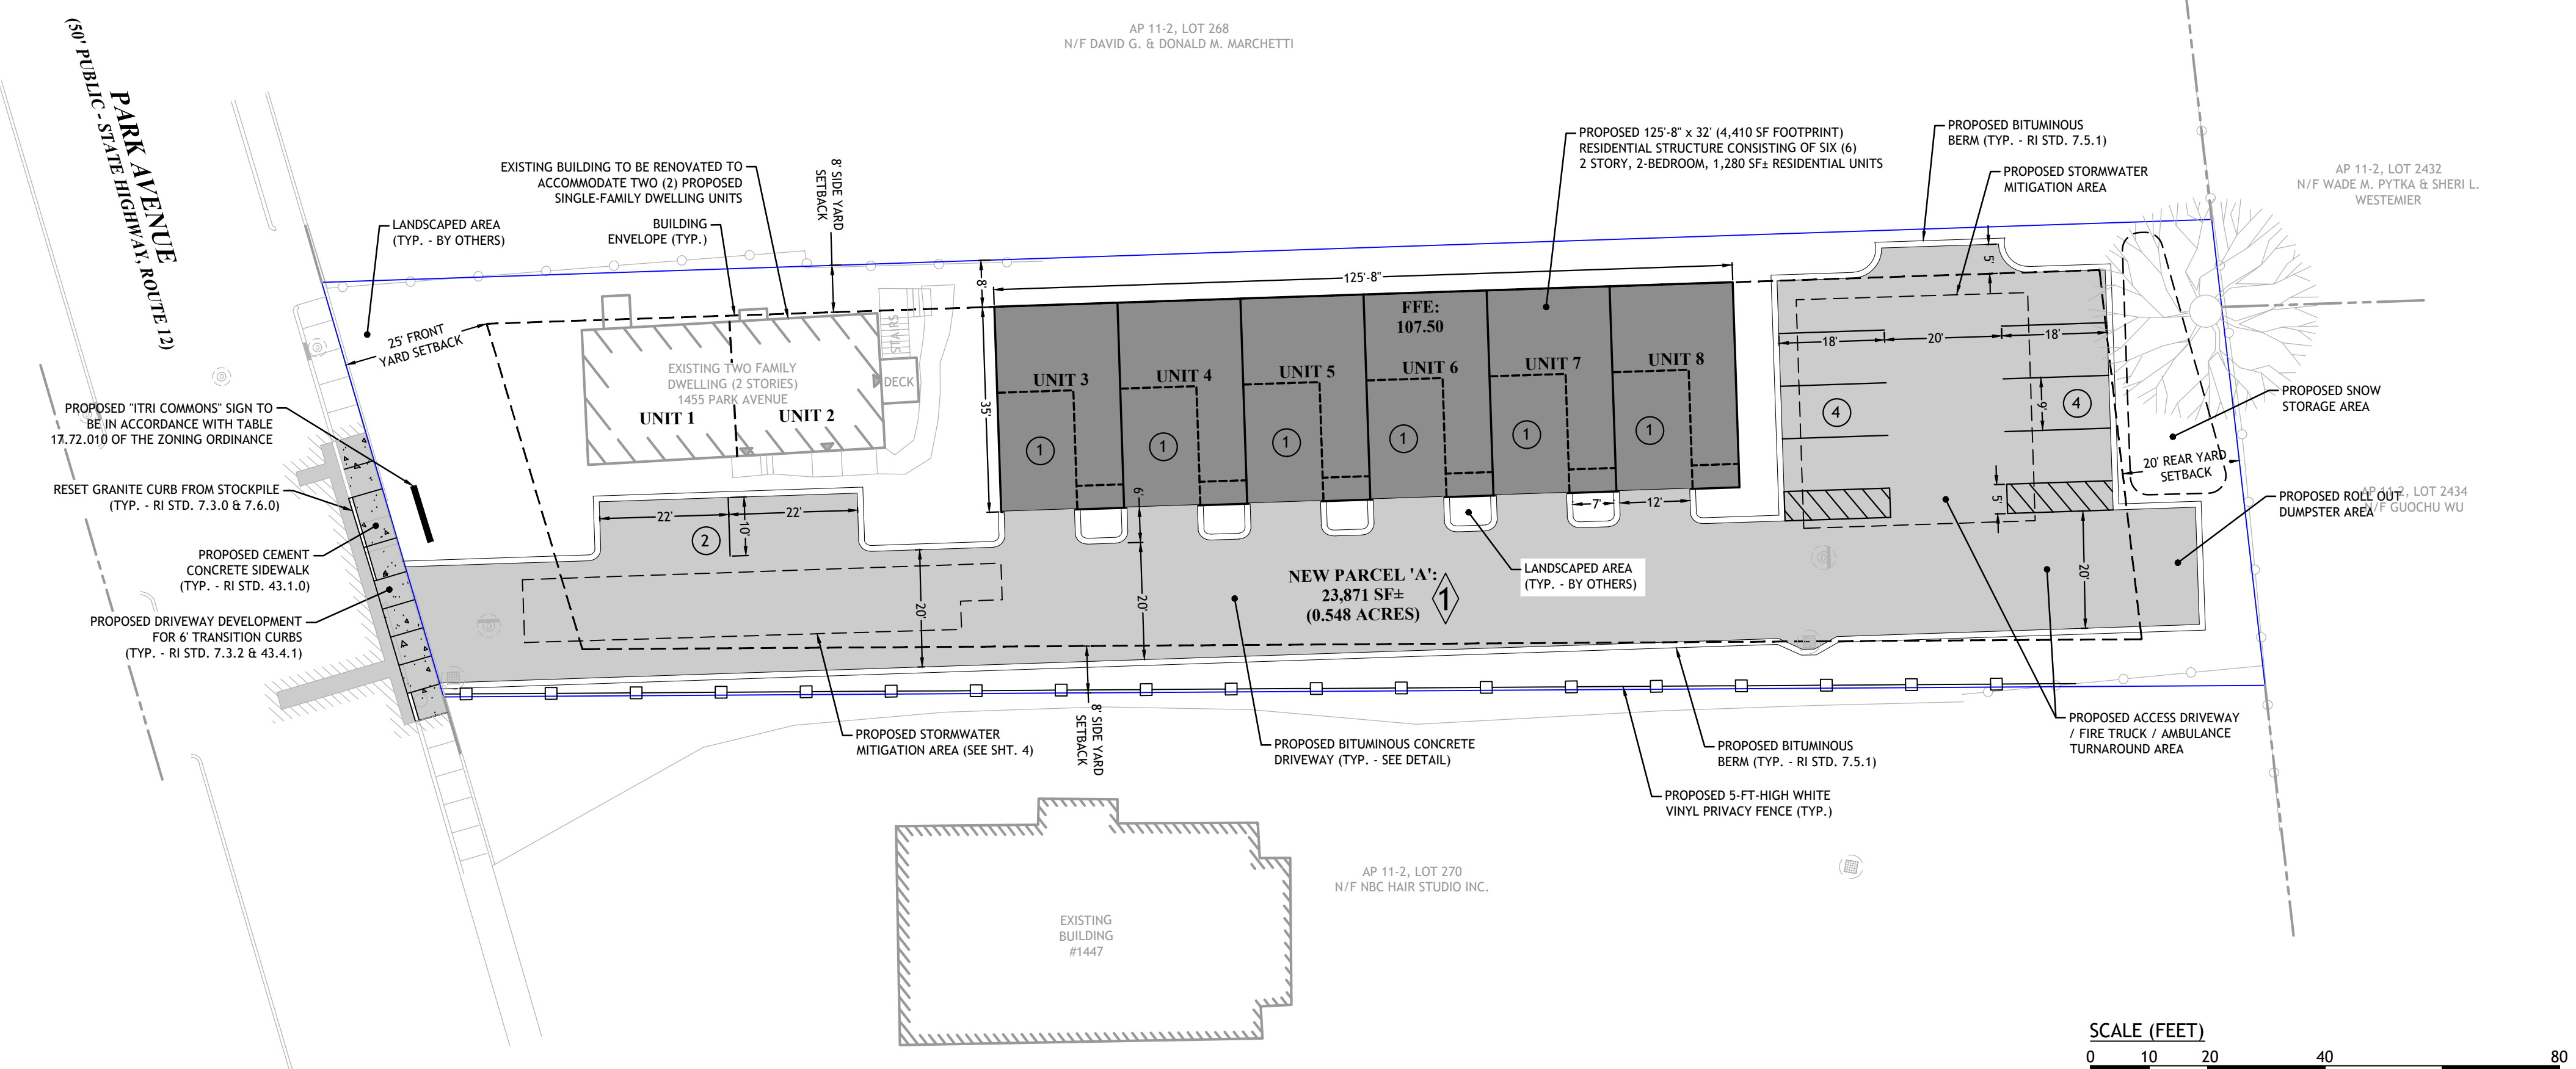 AP 11-2, LOT 268
N/F DAVID G. & DONALD M. MARCHETTI
PARK AVENUE
(50' PUBLIC - STATE HIGHWAY, ROUTE 12)
LANDSCAPED AREA
(TYP. - BY OTHERS)
EXISTING BUILDING TO BE RENOVATED TO
ACCOMMODATE TWO (2) PROPOSED
SINGLE-FAMILY DWELLING UNITS
BUILDING
ENVELOPE (TYP.)
8' SIDE YARD
SETBACK
PROPOSED 125'-8" x 32' (4,410 SF FOOTPRINT)
RESIDENTIAL STRUCTURE CONSISTING OF SIX (6)
2 STORY, 2-BEDROOM, 1,280 SF± RESIDENTIAL UNITS
PROPOSED BITUMINOUS
BERM (TYP. - RI STD. 7.5.1)
PROPOSED STORMWATER
MITIGATION AREA
AP 11-2, LOT 2432
N/F WADE M. PYTKA & SHERI L.
WESTEMIER
25' FRONT
YARD SETBACK
EXISTING TWO FAMILY
DWELLING (2 STORIES)
1455 PARK AVENUE
UNIT 1
UNIT 2
STAIRS
DECK
8'
125'-8"
35'
FFE:
107.50
UNIT 3
UNIT 4
UNIT 5
UNIT 6
UNIT 7
UNIT 8
1
1
1
1
1
1
5'
18'
20'
18'
4
9'
4
5'
20' REAR YARD
SETBACK
PROPOSED SNOW
STORAGE AREA
PROPOSED ROLL OUT
DUMPSTER AREA
AP 11-2, LOT 2434
N/F GUOCHU WU
PROPOSED "ITRI COMMONS" SIGN TO
BE IN ACCORDANCE WITH TABLE
17.72.010 OF THE ZONING ORDINANCE
RESET GRANITE CURB FROM STOCKPILE
(TYP. - RI STD. 7.3.0 & 7.6.0)
PROPOSED CEMENT
CONCRETE SIDEWALK
(TYP. - RI STD. 43.1.0)
PROPOSED DRIVEWAY DEVELOPMENT
FOR 6' TRANSITION CURBS
(TYP. - RI STD. 7.3.2 & 43.4.1)
22'
22'
10'
2
20'
6'
20'
7'
12'
LANDSCAPED AREA
(TYP. - BY OTHERS)
NEW PARCEL 'A':
23,871 SF±
(0.548 ACRES)
1
20'
PROPOSED STORMWATER
MITIGATION AREA (SEE SHT. 4)
8' SIDE YARD
SETBACK
PROPOSED BITUMINOUS CONCRETE
DRIVEWAY (TYP. - SEE DETAIL)
PROPOSED BITUMINOUS
BERM (TYP. - RI STD. 7.5.1)
PROPOSED 5-FT-HIGH WHITE
VINYL PRIVACY FENCE (TYP.)
PROPOSED ACCESS DRIVEWAY
/ FIRE TRUCK / AMBULANCE
TURNAROUND AREA
AP 11-2, LOT 270
N/F NBC HAIR STUDIO INC.
EXISTING
BUILDING
#1447
SCALE (FEET)
0 10 20 40 80